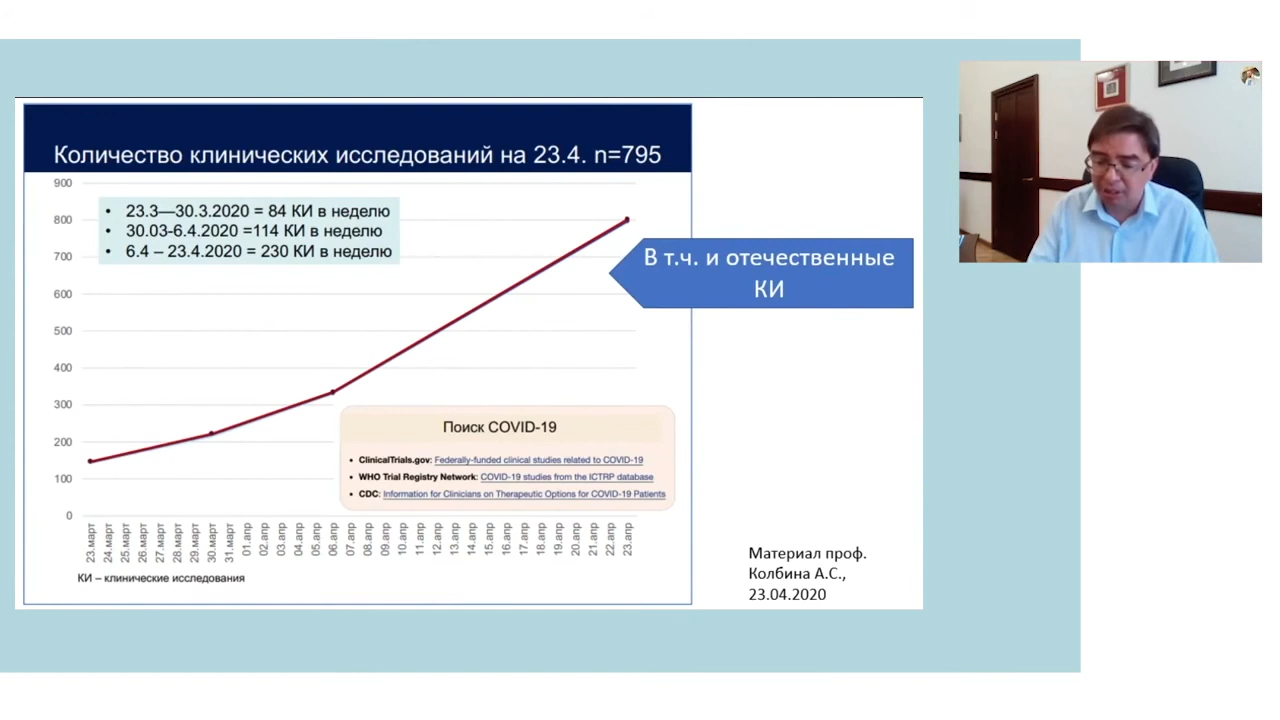 Количество клинических исследований на 23.4. n=795
900
800
700
600
500
400
300
200
100
0
• 23.3—30.3.2020 = 84 КИ в неделю
• 30.03-6.4.2020 =114 КИ в неделю
• 6.4 – 23.4.2020 = 230 КИ в неделю
В т.ч. и отечественные
КИ
Поиск COVID-19
• ClinicalTrials.gov: Federally-funded clinical studies related to COVID-19
• WHO Trial Registry Network: COVID-19 studies from the ICTRP database
• CDC: Information for Clinicians on Therapeutic Options for COVID-19 Patients
23.март
24.март
25.март
26.март
27.март
28.март
29.март
30.март
31.март
01.апр
02.апр
03.апр
04.апр
05.апр
06.апр
07.апр
08.апр
09.апр
10.апр
11.апр
12.апр
13.апр
14.апр
15.апр
16.апр
17.апр
18.апр
19.апр
20.апр
21.апр
22.апр
23.апр
КИ – клинические исследования
Материал проф.
Колбина А.С.,
23.04.2020